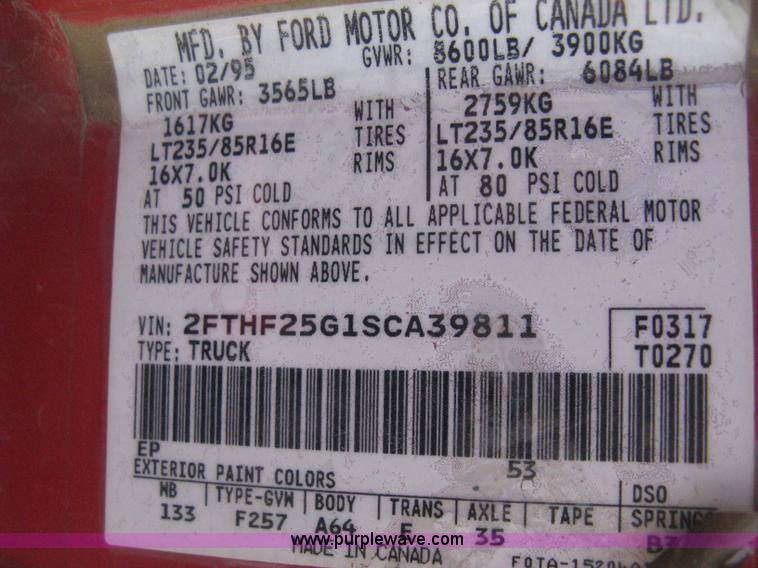 MFD. BY FORD MOTOR CO. OF CANADA LTD.
DATE: 02/95 GVWR: 8600LB/ 3900KG
FRONT GAWR: 3565LB REAR GAWR: 6084LB
1617KG WITH 2759KG WITH
LT235/85R16E TIRES LT235/85R16E TIRES
16X7.0K RIMS 16X7.0K RIMS
AT 50 PSI COLD AT 80 PSI COLD
THIS VEHICLE CONFORMS TO ALL APPLICABLE FEDERAL MOTOR
VEHICLE SAFETY STANDARDS IN EFFECT ON THE DATE OF
MANUFACTURE SHOWN ABOVE.
VIN: 2FTHF25G1SCA39811 F0317
TYPE: TRUCK T0270
EP 53
EXTERIOR PAINT COLORS DSO
WB TYPE-GVW BODY TRANS AXLE TAPE SPRING
133 F257 A64 E 35
MADE IN CANADA
www.purplewave.com